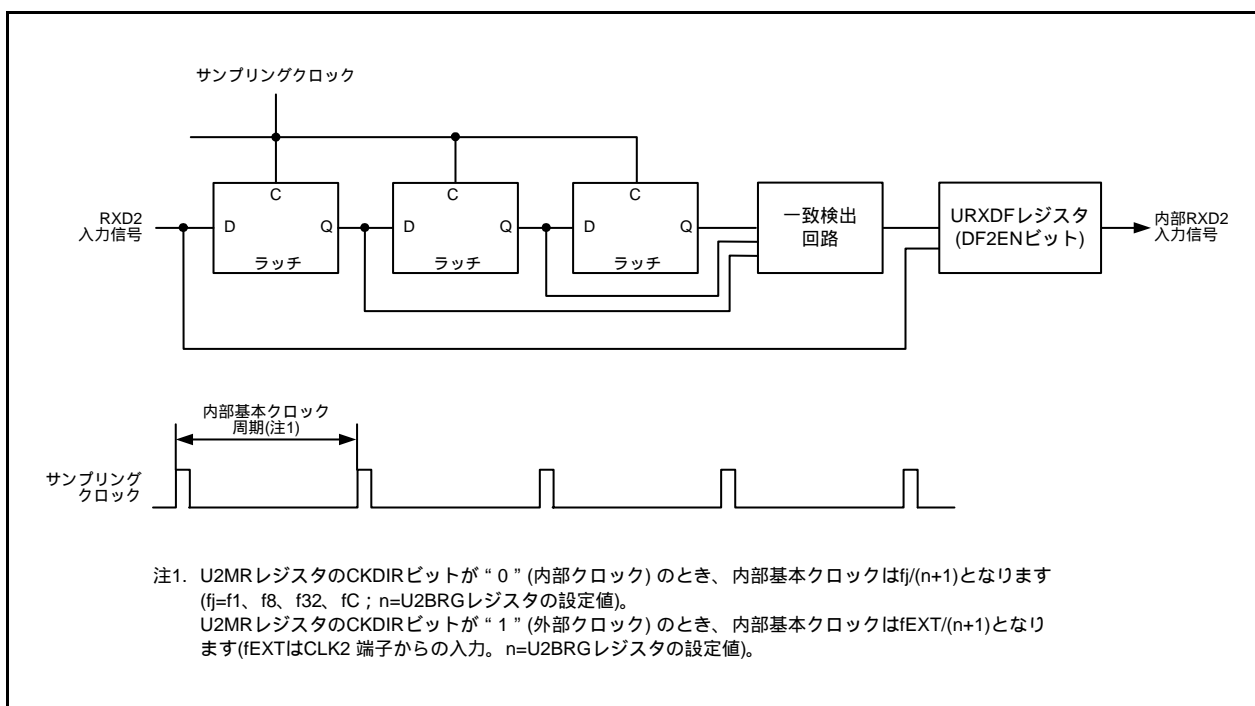 サンプリングクロック
RXD2
入力信号
C
D
Q
ラッチ
C
D
Q
ラッチ
C
D
Q
ラッチ
一致検出
回路
URXDFレジスタ
(DF2ENビット)
内部RXD2
入力信号
内部基本クロック
周期(注1)
サンプリング
クロック
注1. U2MRレジスタのCKDIRビットが“0”(内部クロック) のとき、内部基本クロックはfj/(n+1)となります
(fj=f1、f8、f32、fC ; n=U2BRGレジスタの設定値)。
U2MRレジスタのCKDIRビットが“1”(外部クロック) のとき、内部基本クロックはfEXT/(n+1)となり
ます(fEXTはCLK2 端子からの入力。n=U2BRGレジスタの設定値)。